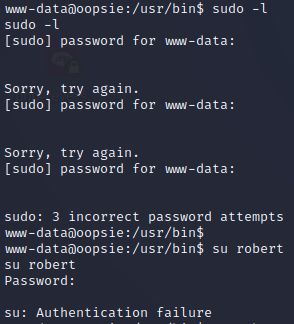 www-data@oopsie:/usr/bin$ sudo -l
sudo -l
[sudo] password for www-data:
Sorry, try again.
[sudo] password for www-data:
Sorry, try again.
[sudo] password for www-data:
sudo: 3 incorrect password attempts
www-data@oopsie:/usr/bin$
www-data@oopsie:/usr/bin$ su robert
su robert
Password:
su: Authentication failure